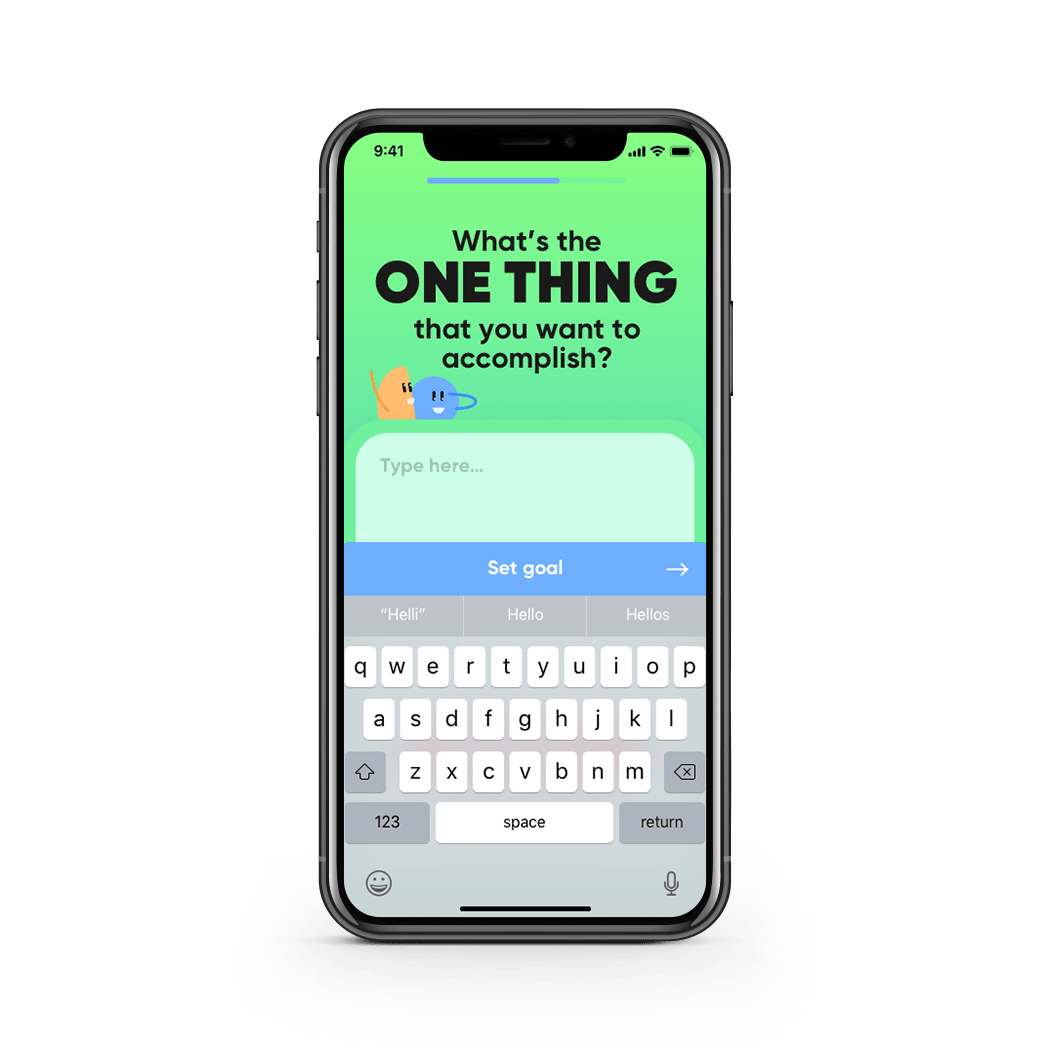 9:41
What's the
ONE THING
that you want to
accomplish?
Type here...
Set goal →
“Helli” Hello Hellos
q w e r t y u i o p
a s d f g h j k l
z x c v b n m
123 space return